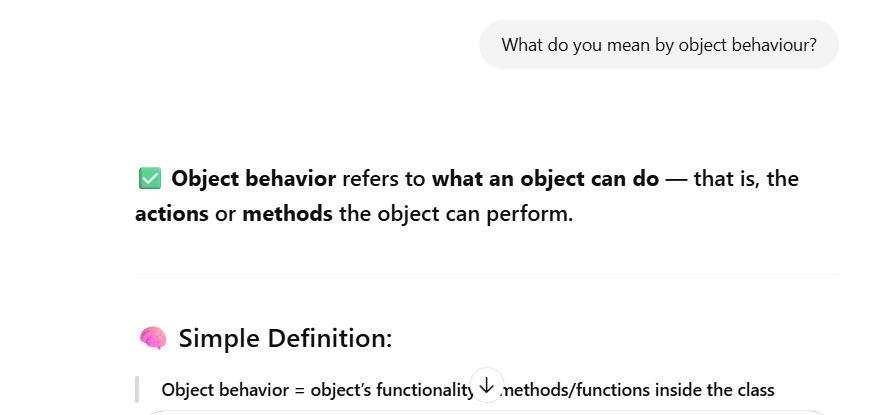 What do you mean by object behaviour?
✅ Object behavior refers to what an object can do — that is, the
actions or methods the object can perform.
🧠 Simple Definition:
Object behavior = object's functionality methods/functions inside the class